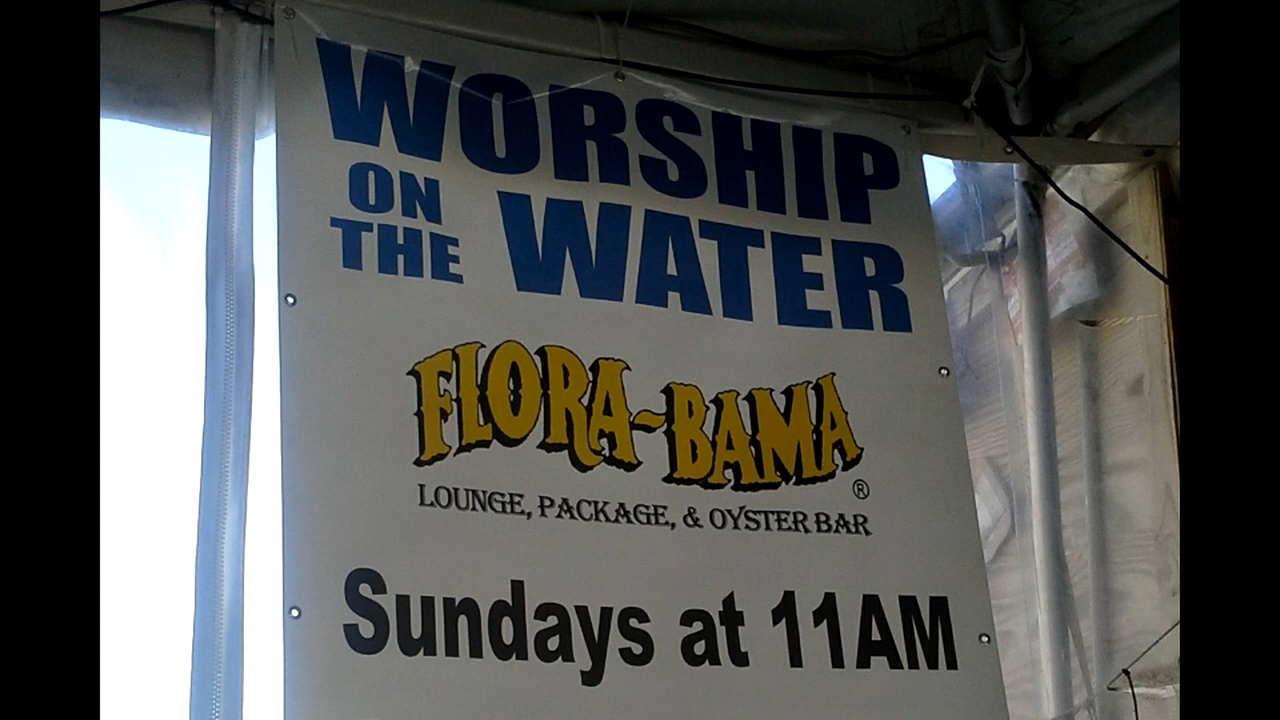 WORSHIP
ON THE WATER
FLORA-BAMA®
LOUNGE, PACKAGE, & OYSTER BAR
Sundays at 11AM